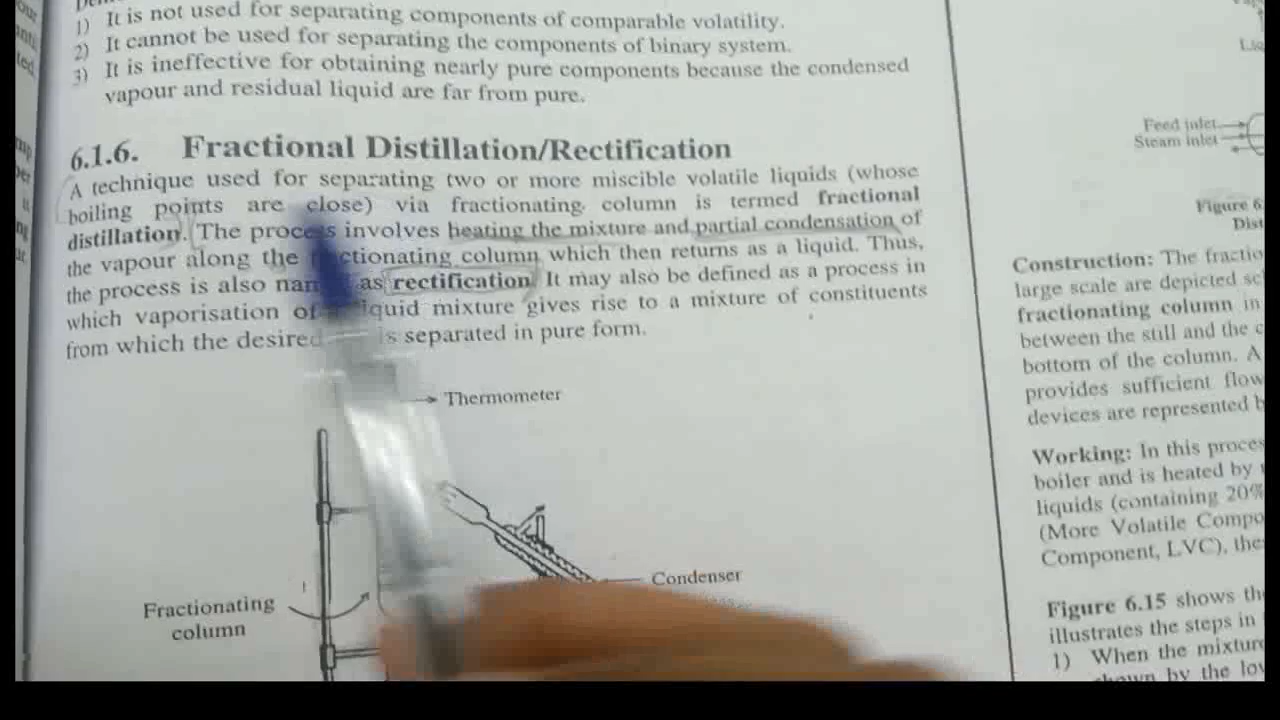 1) It is not used for separating components of comparable volatility.
2) It cannot be used for separating the components of binary system.
3) It is ineffective for obtaining nearly pure components because the condensed
vapour and residual liquid are far from pure.
6.1.6. Fractional Distillation/Rectification
A technique used for separating two or more miscible volatile liquids (whose
boiling points are close) via fractionating column is termed fractional
distillation. The process involves heating the mixture and partial condensation of
the vapour along the ctionating column which then returns as a liquid. Thus,
the process is also nam as rectification It may also be defined as a process in
which vaporisation of iquid mixture gives rise to a mixture of constituents
from which the desired s separated in pure form.
Thermometer
Condenser
Fractionating
column
Feed inlet
Steam inlet
Figure 6
Dist
Construction: The fractio
large scale are depicted sc
fractionating column in
between the still and the c
bottom of the column. A
provides sufficient flow
devices are represented b
Working: In this proces
boiler and is heated by
liquids (containing 20%
(More Volatile Compo
Component, LVC), the
Figure 6.15 shows th
illustrates the steps in
1) When the mixture
shown by the lo